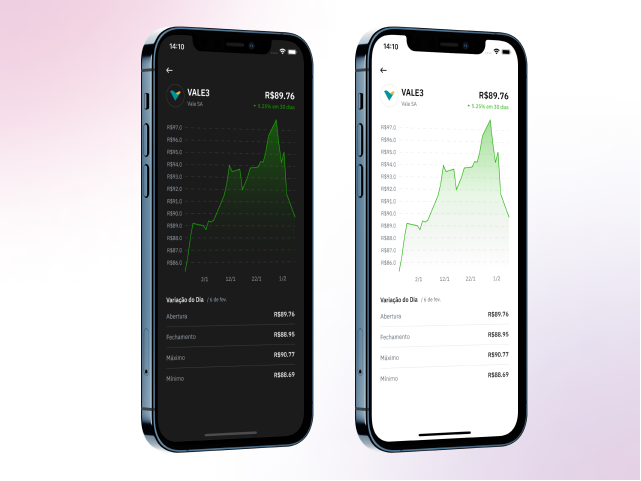 14:10
VALE3
Vale SA
R$89.76
+ 5.25% em 30 dias
R$97.0
R$96.0
R$95.0
R$94.0
R$93.0
R$92.0
R$91.0
R$90.0
R$89.0
R$88.0
R$87.0
R$86.0
2/1 12/1 22/1 1/2
Variação do Dia / 6 de fev.
Abertura R$89.76
Fechamento R$88.95
Máximo R$90.77
Mínimo R$88.69
14:10
VALE3
Vale SA
R$89.76
+ 5.25% em 30 dias
R$97.0
R$96.0
R$95.0
R$94.0
R$93.0
R$92.0
R$91.0
R$90.0
R$89.0
R$88.0
R$87.0
R$86.0
2/1 12/1 22/1 1/2
Variação do Dia / 6 de fev.
Abertura R$89.76
Fechamento R$88.95
Máximo R$90.77
Mínimo R$88.69